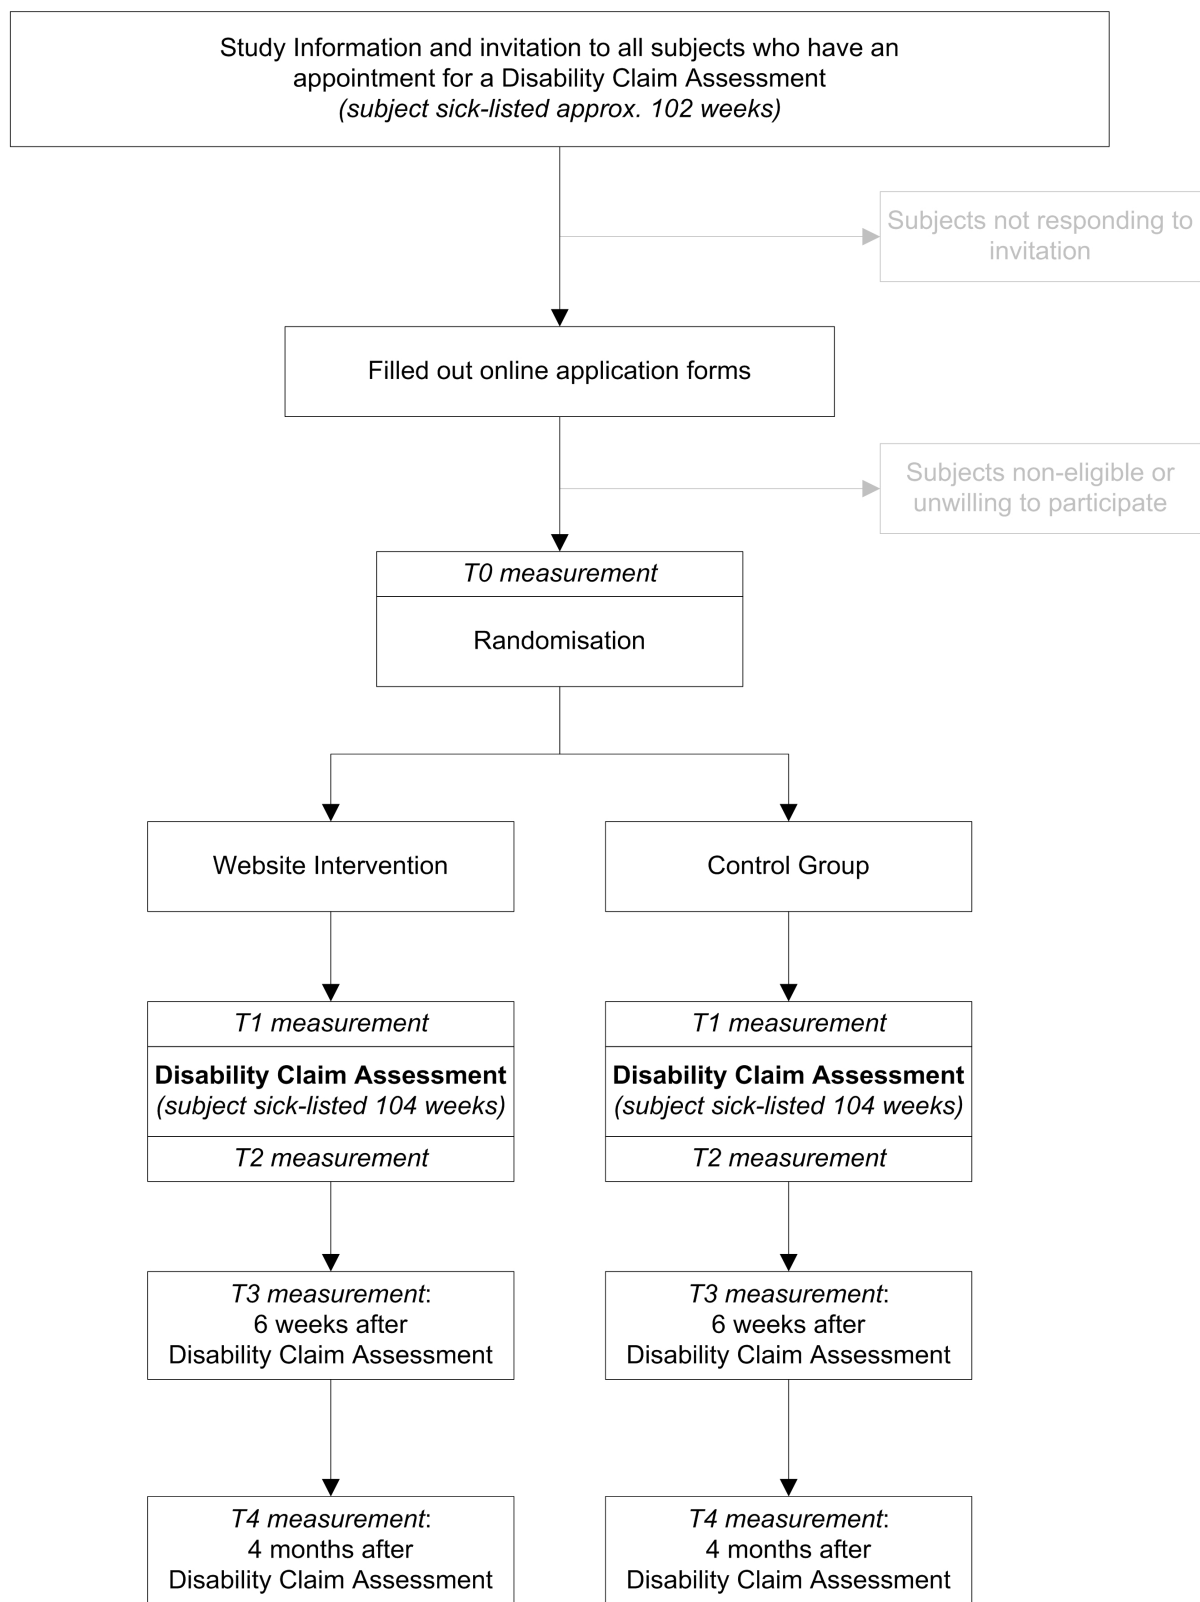 Study Information and invitation to all subjects who have an
appointment for a Disability Claim Assessment
(subject sick-listed approx. 102 weeks)
Subjects not responding to
invitation
Filled out online application forms
Subjects non-eligible or
unwilling to participate
T0 measurement
Randomisation
Website Intervention
Control Group
T1 measurement
Disability Claim Assessment
(subject sick-listed 104 weeks)
T2 measurement
T1 measurement
Disability Claim Assessment
(subject sick-listed 104 weeks)
T2 measurement
T3 measurement:
6 weeks after
Disability Claim Assessment
T3 measurement:
6 weeks after
Disability Claim Assessment
T4 measurement:
4 months after
Disability Claim Assessment
T4 measurement:
4 months after
Disability Claim Assessment